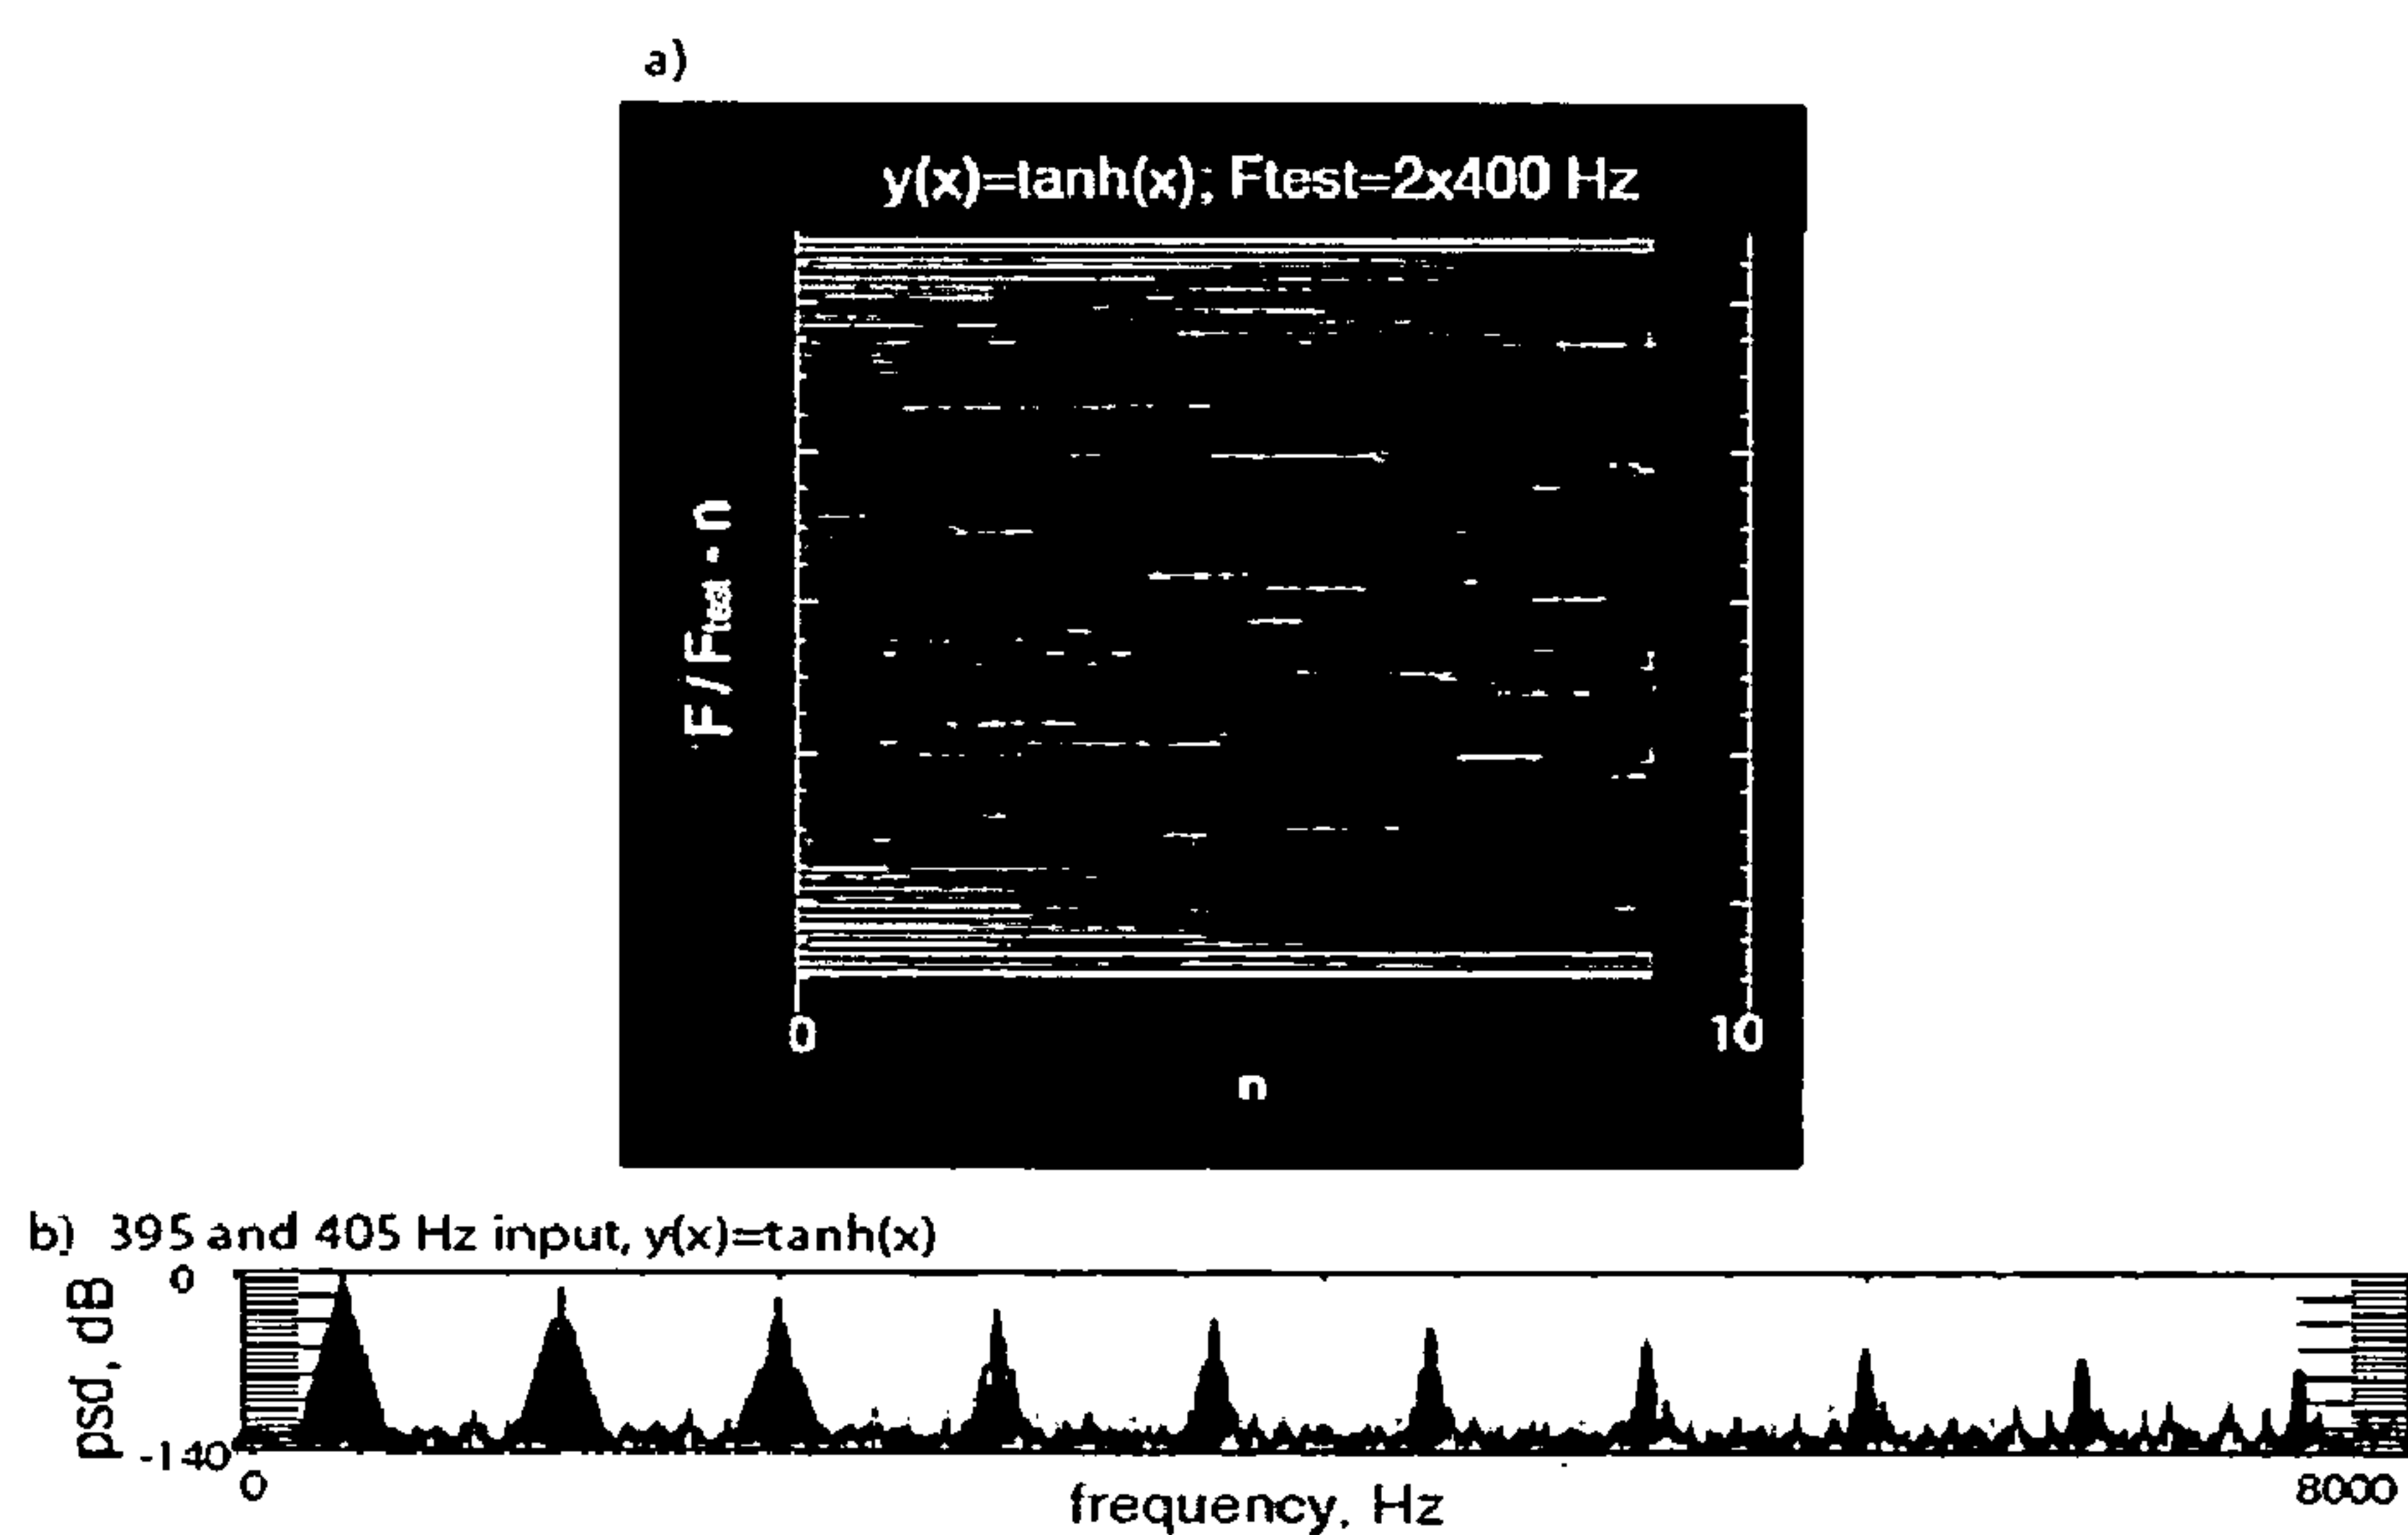 a)
y(x)=tanh(x); Ftest=2x400 Hz
F/Ftest - n
0
10
n
b) 395 and 405 Hz input, y(x)=tanh(x)
0
psd, dB
-140
0
8000
frequency, Hz